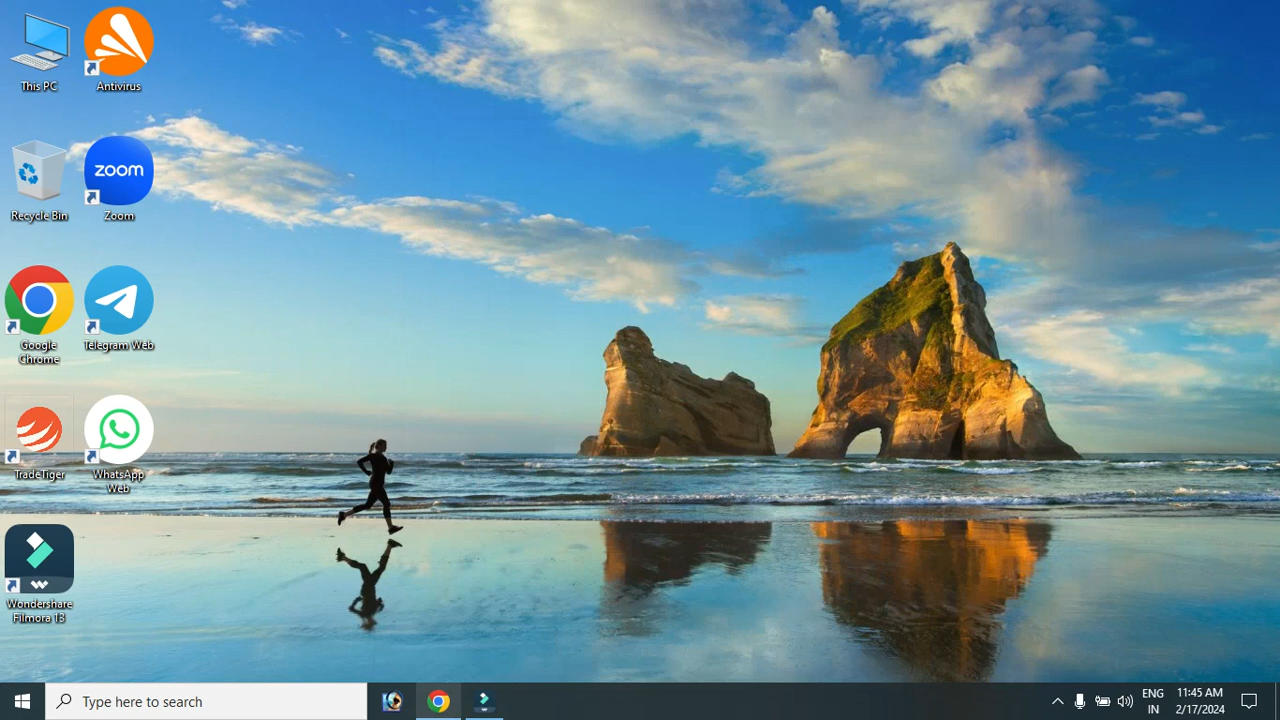 This PC
Antivirus
Recycle Bin
zoom
Zoom
Google
Chrome
Telegram Web
TradeTiger
WhatsApp
Web
Wondershare
Filmora 13
Type here to search
ENG
IN
11:45 AM
2/17/2024